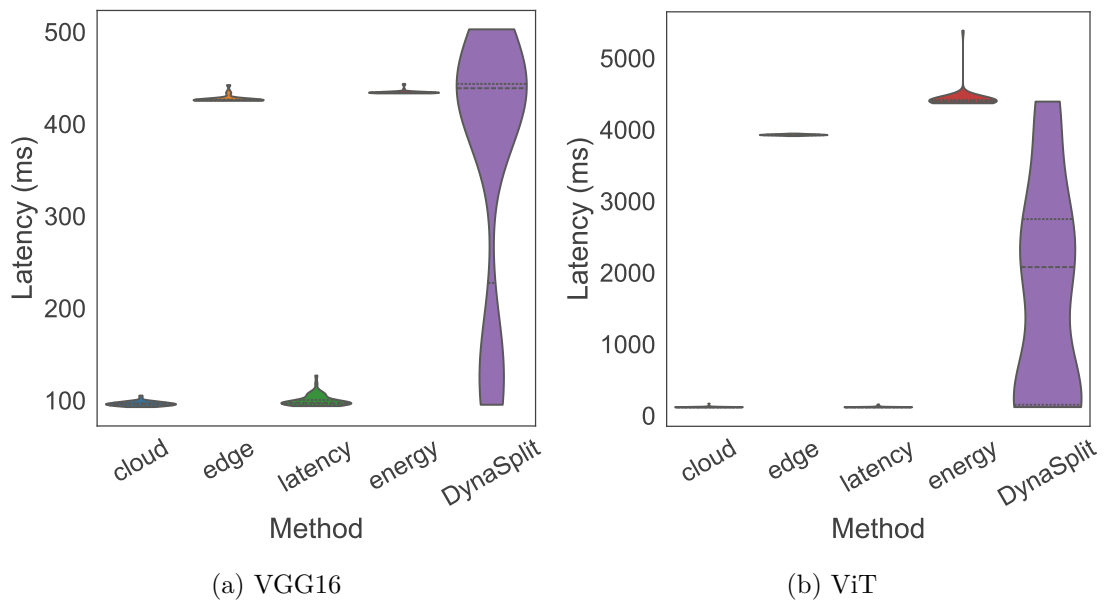 500
400
300
200
100
Latency (ms)
cloud
edge
latency
energy
DynaSplit
Method
(a) VGG16
5000
4000
3000
2000
1000
0
Latency (ms)
cloud
edge
latency
energy
DynaSplit
Method
(b) ViT